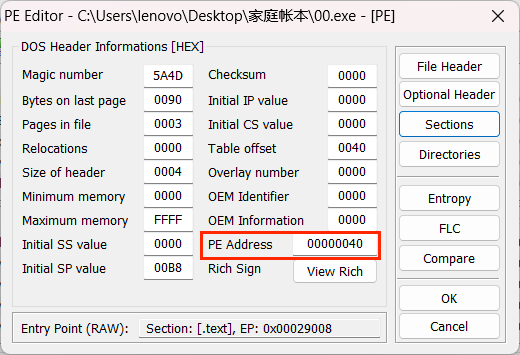 PE Editor - C:\Users\lenovo\Desktop\家庭帐本\00.exe - [PE]
DOS Header Informations [HEX]
Magic number 5A4D Checksum 0000
Bytes on last page 0090 Initial IP value 0000
Pages in file 0003 Initial CS value 0000
Relocations 0000 Table offset 0040
Size of header 0004 Overlay number 0000
Minimum memory 0000 OEM Identifier 0000
Maximum memory FFFF OEM Information 0000
Initial SS value 0000 PE Address 00000040
Initial SP value 00B8 Rich Sign View Rich
Entry Point (RAW): Section: [.text], EP: 0x00029008
File Header
Optional Header
Sections
Directories
Entropy
FLC
Compare
OK
Cancel